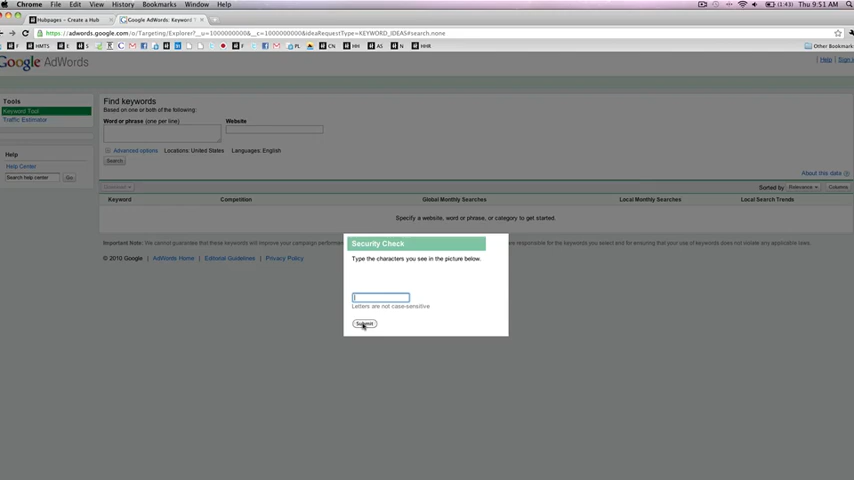 Chrome File Edit View History Bookmarks Window Help
(1:43) Thu 9:51 AM
Hubpages - Create a Hub
Google AdWords: Keyword
https://adwords.google.com/o/Targeting/Explorer?__u=1000000000&__c=1000000000&ideaRequestType=KEYWORD_IDEAS#search.none
F HMTS PL CN HH AK F N HHR Other Bookmarks
Google AdWords
Help
Sign
Tools
Keyword Tool
Traffic Estimator
Help
Help Center
Search help center Go
Find keywords
Based on one or both of the following:
Word or phrase (one per line) Website
Advanced options Locations: United States Languages: English
Search
About this data
Sorted by Relevance Columns
Keyword Competition Global Monthly Searches Local Monthly Searches Local Search Trends
Specify a website, word or phrase, or category to get started.
Important Note: We cannot guarantee that these keywords will improve your campaign perform
responsible for the keywords you select and for ensuring that your use of keywords does not violate any applicable laws.
© 2010 Google AdWords Home Editorial Guidelines Privacy Policy
Security Check
Type the characters you see in the picture below.
Letters are not case-sensitive
Submit